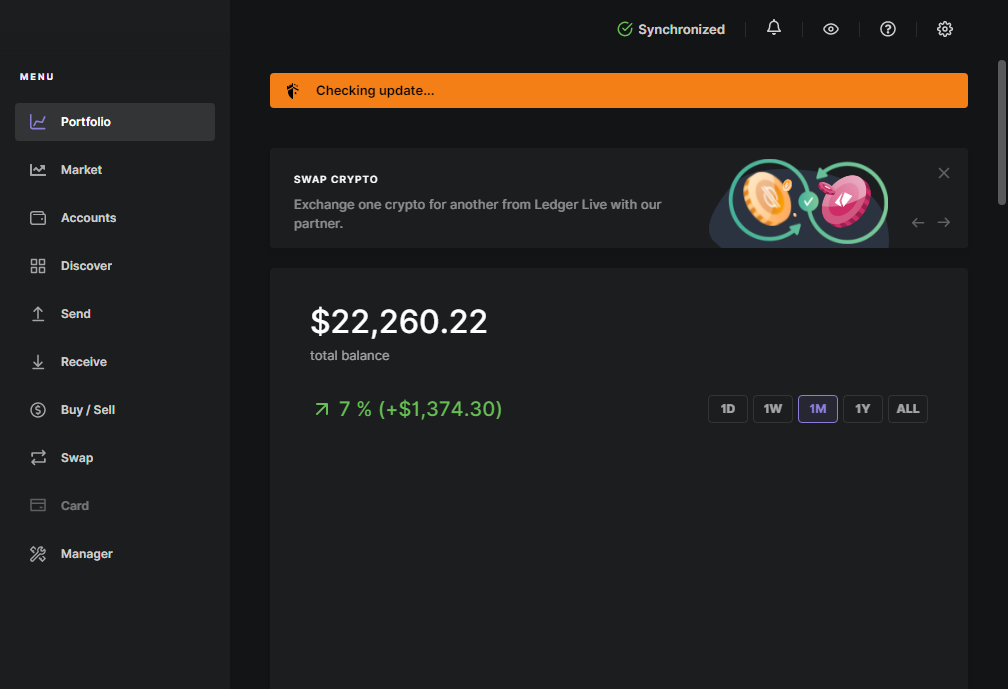 Synchronized
MENU
Checking update...
Portfolio
Market
Accounts
Discover
Send
Receive
Buy / Sell
Swap
Card
Manager
SWAP CRYPTO
Exchange one crypto for another from Ledger Live with our
partner.
$22,260.22
total balance
7 % (+$1,374.30)
1D 1W 1M 1Y ALL